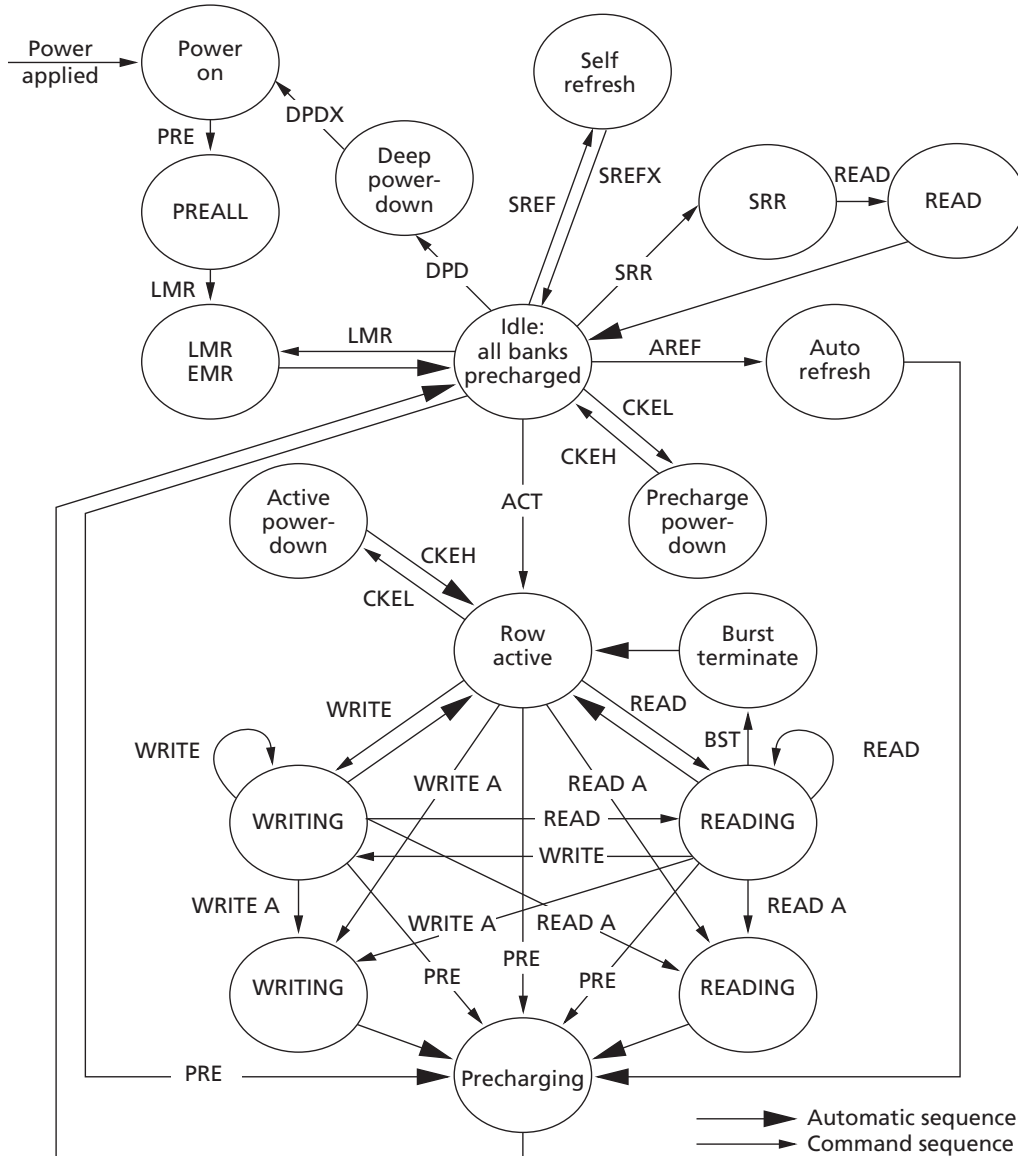 Power
applied
Power
on
Self
refresh
DPDX
PRE
Deep
power-
down
SREFX
READ
PREALL
SREF
SRR
READ
DPD
SRR
LMR
LMR
EMR
LMR
Idle:
all banks
precharged
AREF
Auto
refresh
CKEL
CKEH
Active
power-
down
ACT
Precharge
power-
down
CKEH
CKEL
Row
active
Burst
terminate
WRITE
READ
WRITE
BST
READ
WRITE A
READ A
WRITING
READ
READING
WRITE
WRITE A
WRITE A
READ A
READ A
WRITING
PRE
PRE
PRE
READING
PRE
Precharging
Automatic sequence
Command sequence